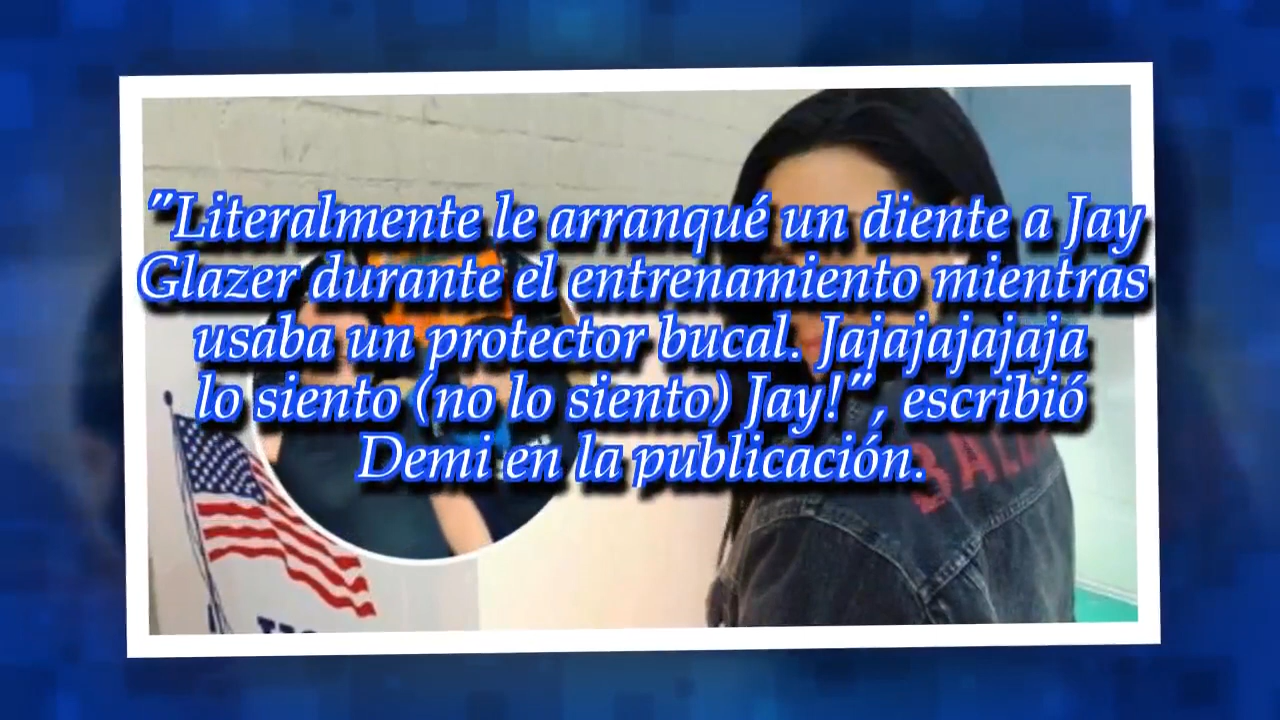 "Literalmente le arranqué un diente a Jay
Glazer durante el entrenamiento mientras
usaba un protector bucal. Jajajajajaja
lo siento (no lo siento) Jay!", escribió
Demi en la publicación.